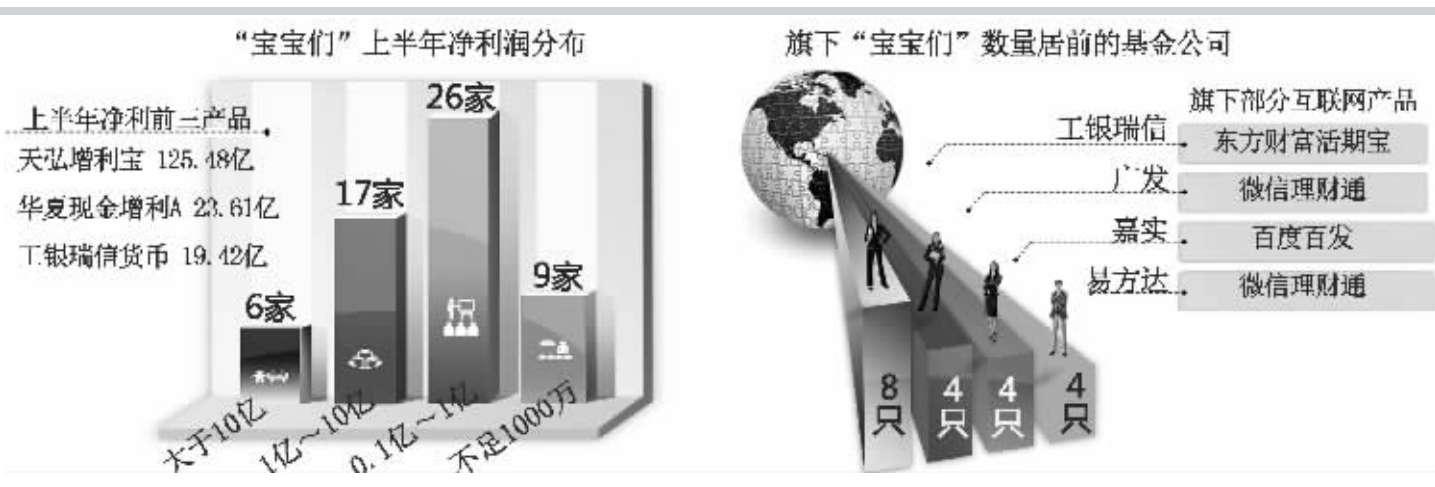 “宝宝们”上半年净利润分布
上半年净利前三产品
天弘增利宝 125.48亿
华夏现金增利A 23.61亿
工银瑞信货币 19.42亿
6家
17家
26家
9家
大于10亿
1亿～10亿
0.1亿～1亿
不足1000万
旗下“宝宝们”数量居前的基金公司
旗下部分互联网产品
工银瑞信
东方财富活期宝
广发
微信理财通
嘉实
百度百发
易方达
微信理财通
8只
4只
4只
4只